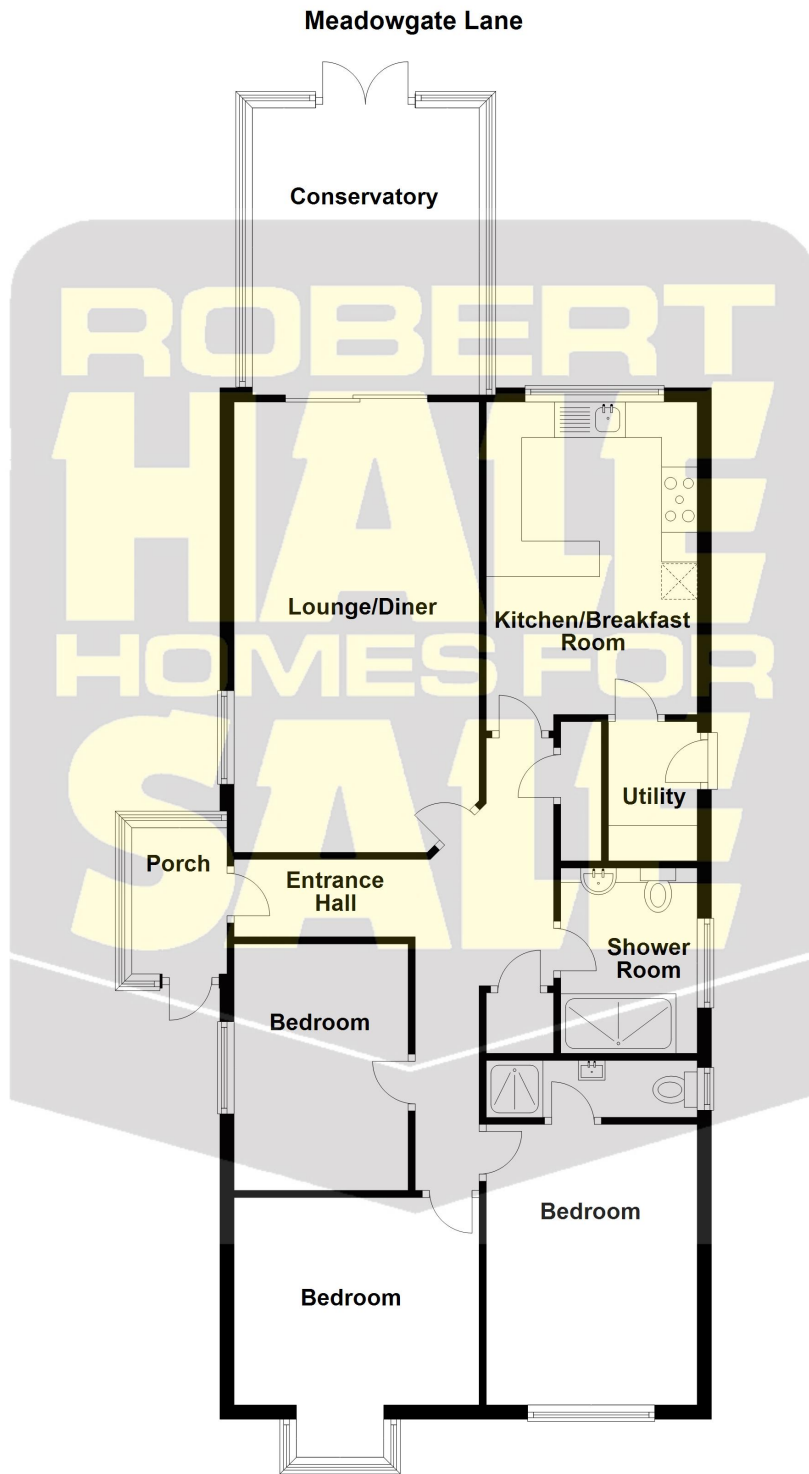 Meadowgate Lane
Conservatory
ROBERT
HALE
HOMES FOR
SALE
Lounge/Diner
Kitchen/Breakfast
Room
Utility
Porch
Entrance
Hall
Shower
Room
Bedroom
Bedroom
Bedroom